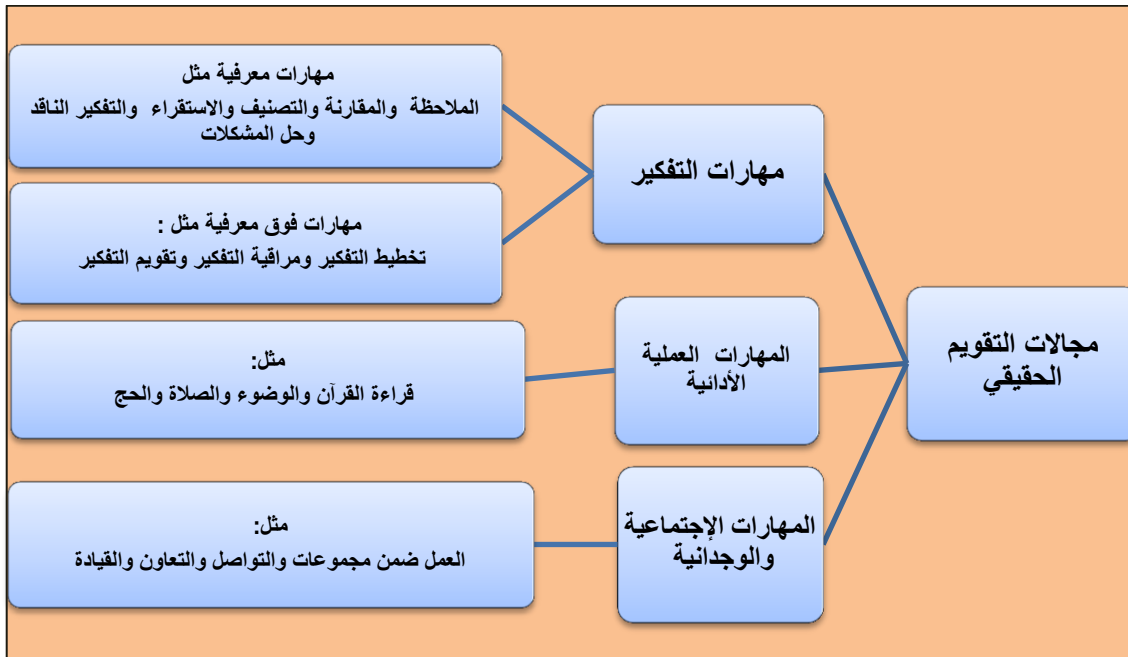 مجالات التقويم
الحقيقي
مهارات التفكير
مهارات معرفية مثل
الملاحظة والمقارنة والتصنيف والاستقراء والتفكير الناقد
وحل المشكلات
مهارات فوق معرفية مثل :
تخطيط التفكير ومراقبة التفكير وتقويم التفكير
المهارات العملية
الأدائية
مثل:
قراءة القرآن والوضوء والصلاة والحج
المهارات الإجتماعية
والوجدانية
مثل:
العمل ضمن مجموعات والتواصل والتعاون والقيادة